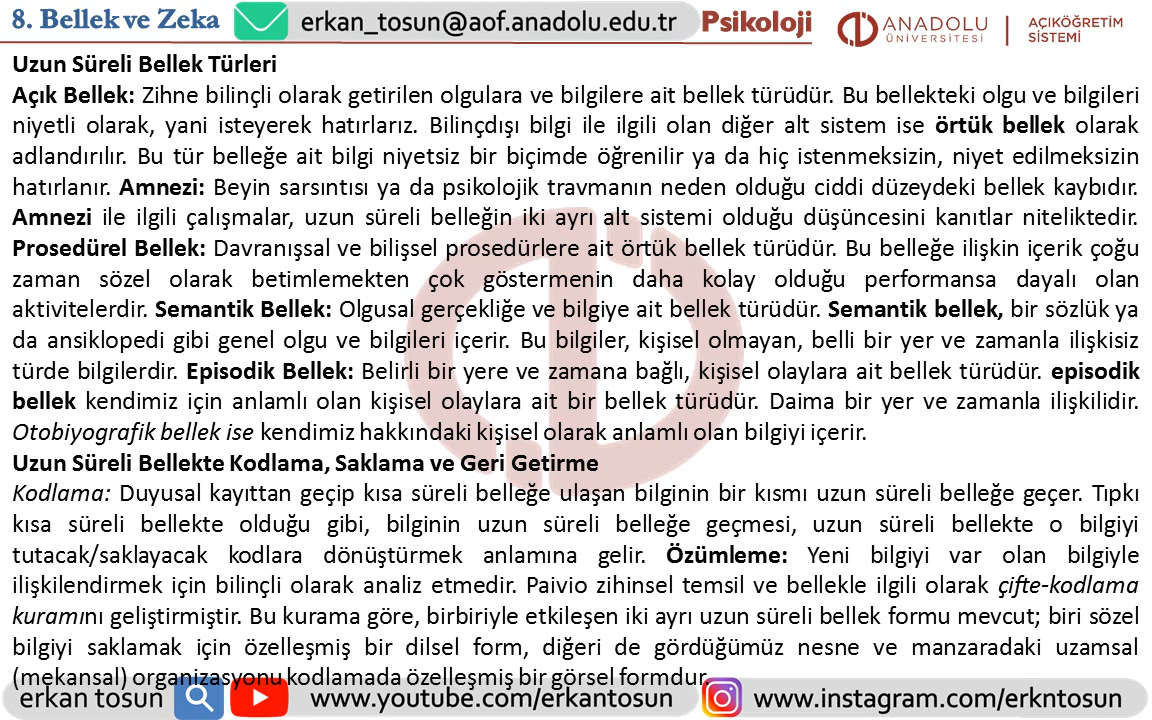 8. Bellek ve Zeka erkan_tosun@aof.anadolu.edu.tr Psikoloji ANADOLU ÜNİVERSİTESİ AÇIKÖĞRETİM SİSTEMİ
Uzun Süreli Bellek Türleri
Açık Bellek: Zihne bilinçli olarak getirilen olgulara ve bilgilere ait bellek türüdür. Bu bellekteki olgu ve bilgileri
niyetli olarak, yani isteyerek hatırlarız. Bilinçdışı bilgi ile ilgili olan diğer alt sistem ise örtük bellek olarak
adlandırılır. Bu tür belleğe ait bilgi niyetsiz bir biçimde öğrenilir ya da hiç istenmeksizin, niyet edilmeksizin
hatırlanır. Amnezi: Beyin sarsıntısı ya da psikolojik travmanın neden olduğu ciddi düzeydeki bellek kaybıdır.
Amnezi ile ilgili çalışmalar, uzun süreli belleğin iki ayrı alt sistemi olduğu düşüncesini kanıtlar niteliktedir.
Prosedürel Bellek: Davranışsal ve bilişsel prosedürlere ait örtük bellek türüdür. Bu belleğe ilişkin içerik çoğu
zaman sözel olarak betimlemekten çok göstermenin daha kolay olduğu performansa dayalı olan
aktivitelerdir. Semantik Bellek: Olgusal gerçekliğe ve bilgiye ait bellek türüdür. Semantik bellek, bir sözlük ya
da ansiklopedi gibi genel olgu ve bilgileri içerir. Bu bilgiler, kişisel olmayan, belli bir yer ve zamanla ilişkisiz
türde bilgilerdir. Episodik Bellek: Belirli bir yere ve zamana bağlı, kişisel olaylara ait bellek türüdür. episodik
bellek kendimiz için anlamlı olan kişisel olaylara ait bir bellek türüdür. Daima bir yer ve zamanla ilişkilidir.
Otobiyografik bellek ise kendimiz hakkındaki kişisel olarak anlamlı olan bilgiyi içerir.
Uzun Süreli Bellekte Kodlama, Saklama ve Geri Getirme
Kodlama: Duyusal kayıttan geçip kısa süreli belleğe ulaşan bilginin bir kısmı uzun süreli belleğe geçer. Tıpkı
kısa süreli bellekte olduğu gibi, bilginin uzun süreli belleğe geçmesi, uzun süreli bellekte o bilgiyi
tutacak/saklayacak kodlara dönüştürmek anlamına gelir. Özümleme: Yeni bilgiyi var olan bilgiyle
ilişkilendirmek için bilinçli olarak analiz etmedir. Paivio zihinsel temsil ve bellekle ilgili olarak çifte-kodlama
kuramını geliştirmiştir. Bu kurama göre, birbiriyle etkileşen iki ayrı uzun süreli bellek formu mevcut; biri sözel
bilgiyi saklamak için özelleşmiş bir dilsel form, diğeri de gördüğümüz nesne ve manzaradaki uzamsal
(mekansal) organizasyonu kodlamada özelleşmiş bir görsel formdur.
erkan tosun www.youtube.com/erkantosun www.instagram.com/erkntosun